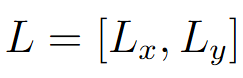 L = [L_x, L_y]